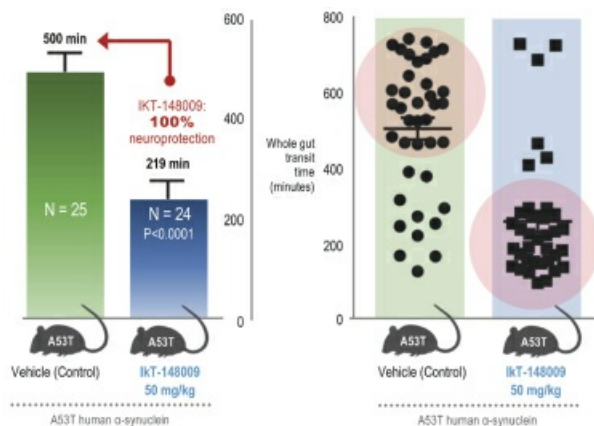 500 min
IKT-148009:
100%
neuroprotection
219 min
N = 25
N = 24
P<0.0001
600
400
200
0
A53T
A53T
Vehicle (Control)
IkT-148009
50 mg/kg
A53T human α-synuclein
Whole gut
transit
time
(minutes)
800
600
400
200
0
A53T
A53T
Vehicle (Control)
IkT-148009
50 mg/kg
A53T human α-synuclein